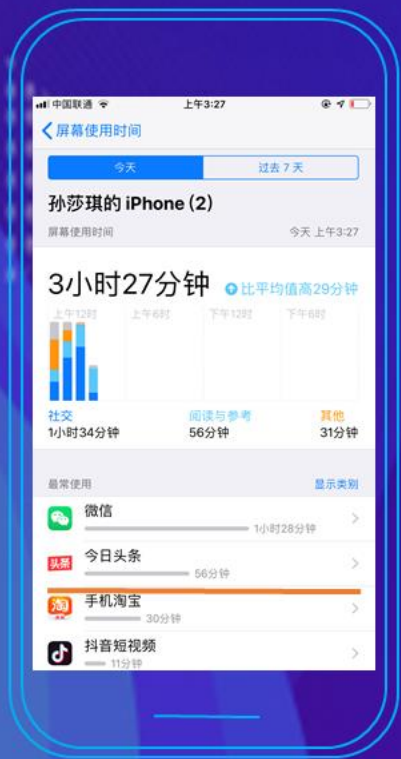 中国联通 上午3:27
屏幕使用时间
今天 过去 7 天
孙莎琪的 iPhone (2)
屏幕使用时间 今天 上午3:27
3小时27分钟 比平均值高29分钟
上午12时 上午6时 下午12时 下午6时
社交 阅读与参考 其他
1小时34分钟 56分钟 31分钟
最常使用 显示类别
微信
1小时28分钟
头条 今日头条
56分钟
淘 手机淘宝
30分钟
抖音短视频
11分钟